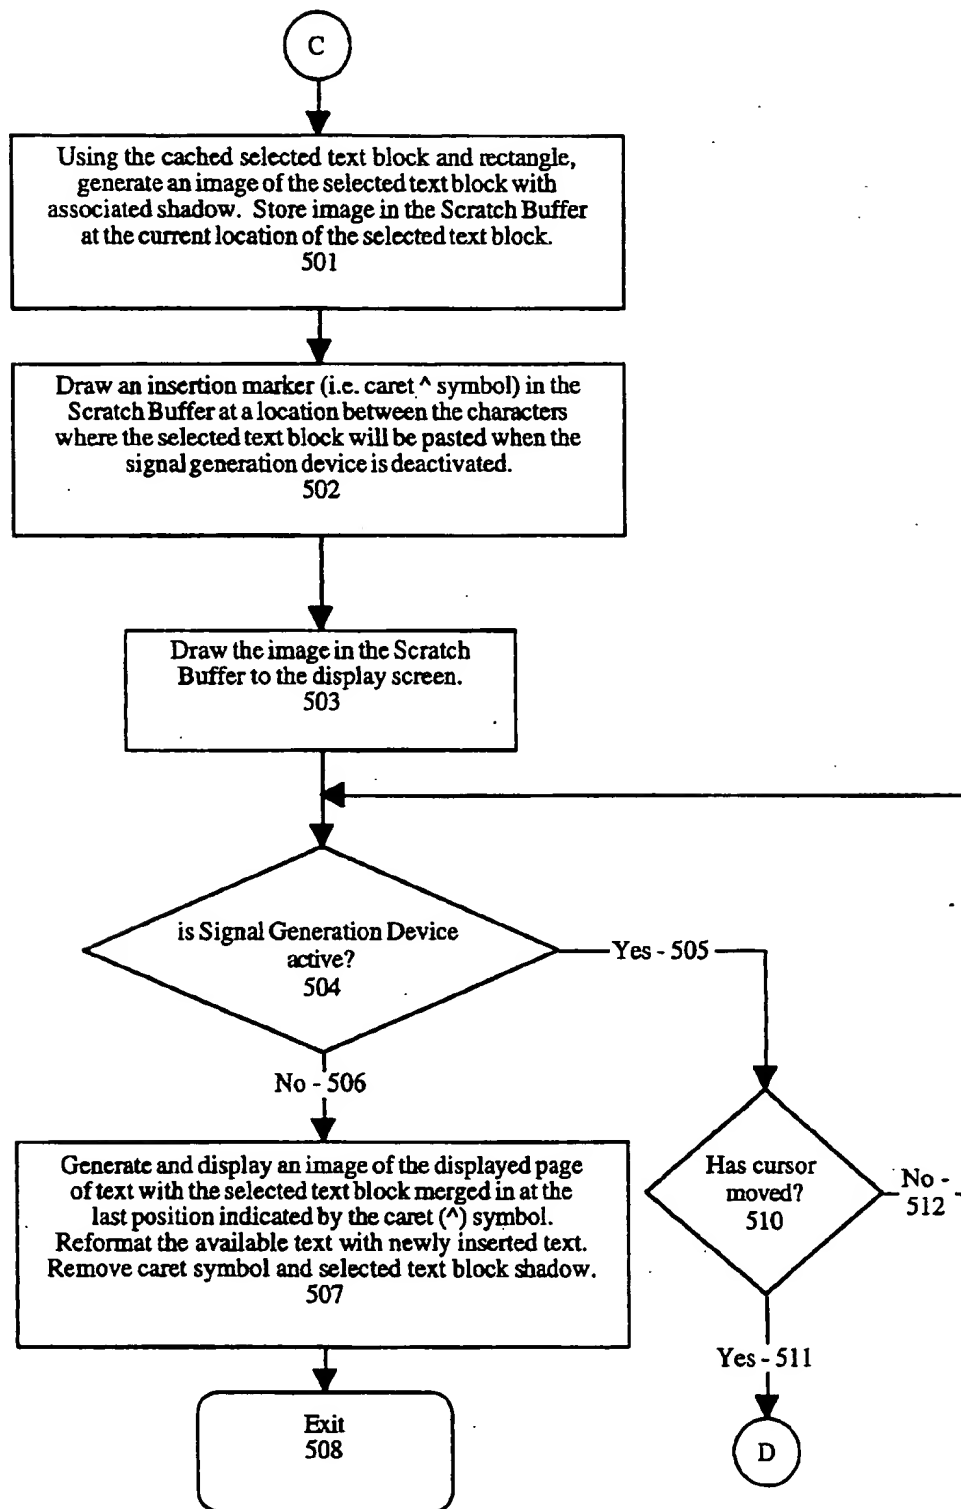 C
Using the cached selected text block and rectangle,
generate an image of the selected text block with
associated shadow. Store image in the Scratch Buffer
at the current location of the selected text block.
501
Draw an insertion marker (i.e. caret ^ symbol) in the
Scratch Buffer at a location between the characters
where the selected text block will be pasted when the
signal generation device is deactivated.
502
Draw the image in the Scratch
Buffer to the display screen.
503
is Signal Generation Device
active?
504
Yes - 505
No - 506
Generate and display an image of the displayed page
of text with the selected text block merged in at the
last position indicated by the caret (^) symbol.
Reformat the available text with newly inserted text.
Remove caret symbol and selected text block shadow.
507
Has cursor
moved?
510
No -
512
Yes - 511
Exit
508
D